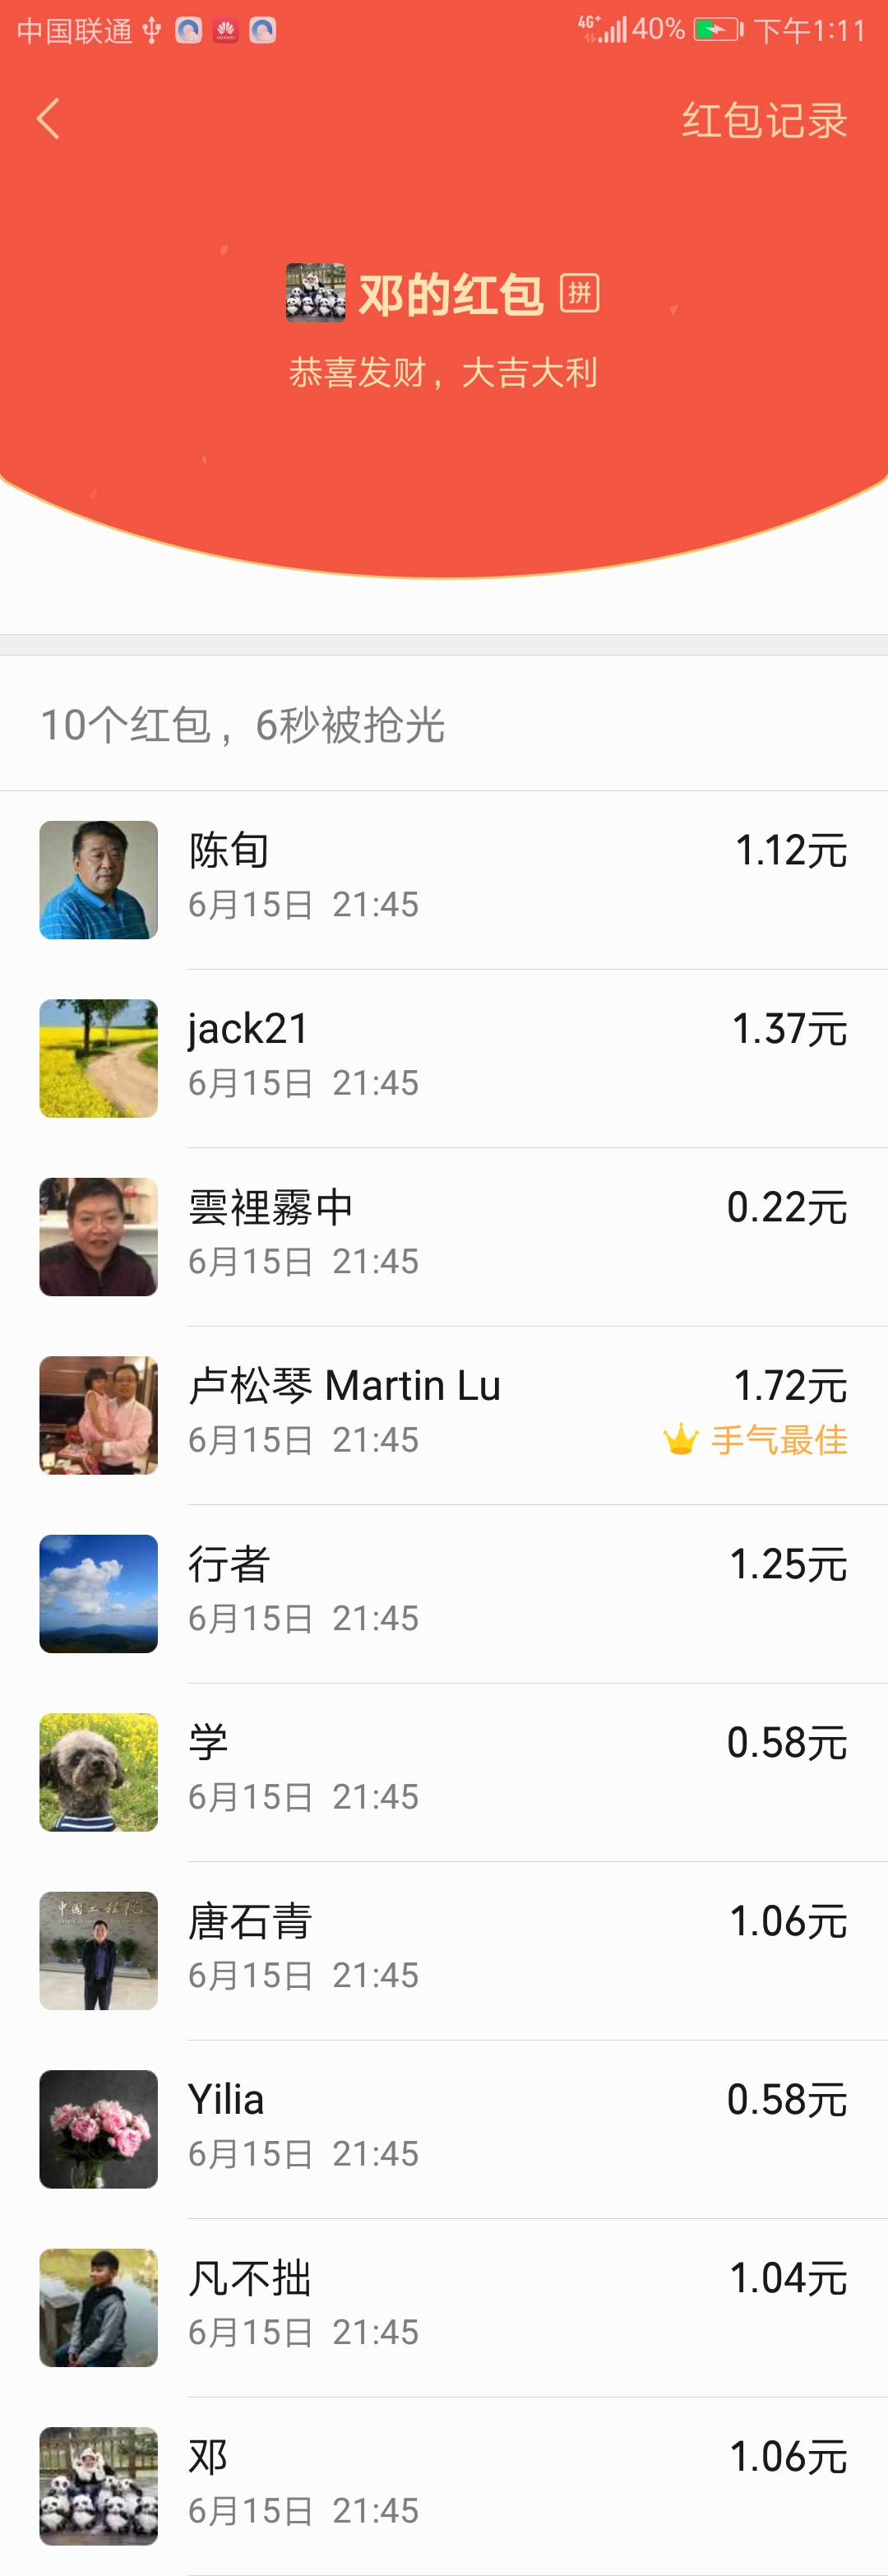 中国联通 4G+ 40% 下午1:11
红包记录
邓的红包 拼
恭喜发财，大吉大利
10个红包，6秒被抢光
陈旬 1.12元
6月15日 21:45
jack21 1.37元
6月15日 21:45
雲裡霧中 0.22元
6月15日 21:45
卢松琴 Martin Lu 1.72元
6月15日 21:45 手气最佳
行者 1.25元
6月15日 21:45
学 0.58元
6月15日 21:45
唐石青 1.06元
中国工程院
6月15日 21:45
Yilia 0.58元
6月15日 21:45
凡不拙 1.04元
6月15日 21:45
邓 1.06元
6月15日 21:45